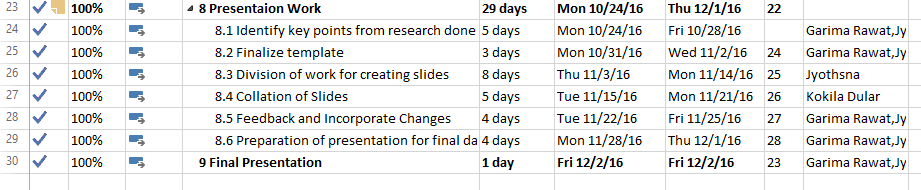 23 100% 8 Presentaion Work 29 days Mon 10/24/16 Thu 12/1/16 22
24 100% 8.1 Identify key points from research done 5 days Mon 10/24/16 Fri 10/28/16 Garima Rawat,Jy
25 100% 8.2 Finalize template 3 days Mon 10/31/16 Wed 11/2/16 24 Garima Rawat,Jy
26 100% 8.3 Division of work for creating slides 8 days Thu 11/3/16 Mon 11/14/16 25 Jyothsna
27 100% 8.4 Collation of Slides 5 days Tue 11/15/16 Mon 11/21/16 26 Kokila Dular
28 100% 8.5 Feedback and Incorporate Changes 4 days Tue 11/22/16 Fri 11/25/16 27 Garima Rawat,Jy
29 100% 8.6 Preparation of presentation for final da 4 days Mon 11/28/16 Thu 12/1/16 28 Garima Rawat,Jy
30 100% 9 Final Presentation 1 day Fri 12/2/16 Fri 12/2/16 23 Garima Rawat,Jy